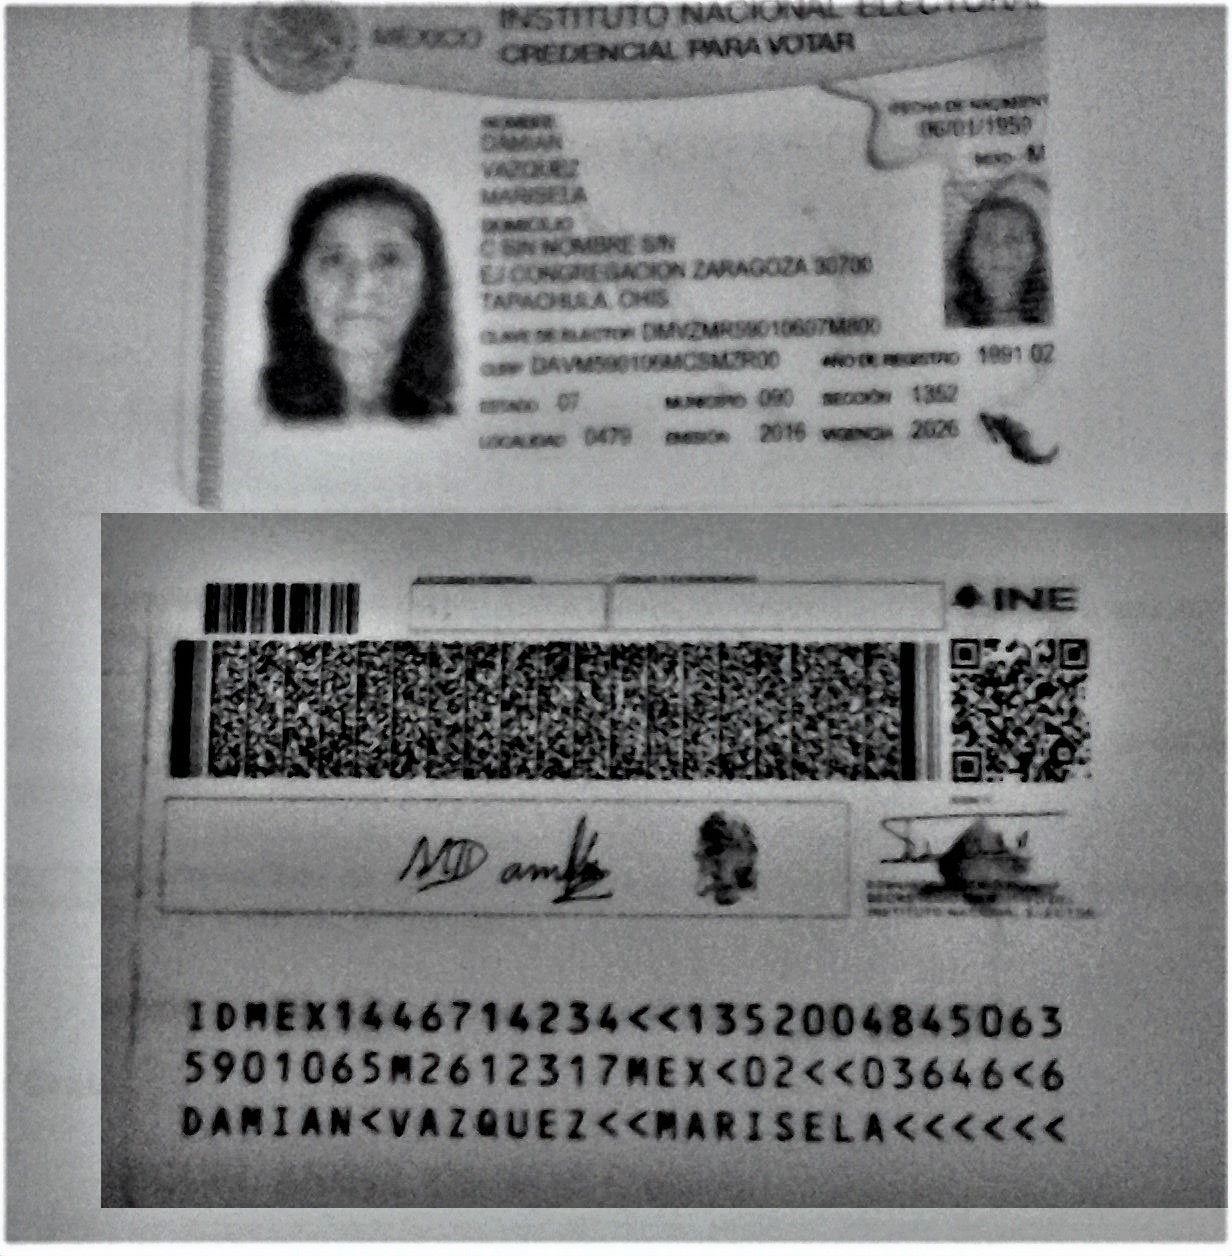 INSTITUTO NACIONAL ELECTORAL
MÉXICO CREDENCIAL PARA VOTAR
NOMBRE
DAMIAN
VAZQUEZ
MARISELA
DOMICILIO
C SIN NOMBRE S/N
EJ CONGREGACION ZARAGOZA 30700
TAPACHULA, CHIS.
FECHA DE NACIMIENTO
06/01/1959
SEXO M
CLAVE DE ELECTOR DMVZMR59010607M800
CURP DAVM590106MCSMZR00 AÑO DE REGISTRO 1991 02
ESTADO 07 MUNICIPIO 090 SECCIÓN 1352
LOCALIDAD 0479 EMISIÓN 2016 VIGENCIA 2026
INE
INSTITUTO NACIONAL ELECTORAL
IDMEX1446714234<<1352004845063
5901065M2612317MEX<02<<03646<6
DAMIAN<VAZQUEZ<<MARISELA<<<<<<